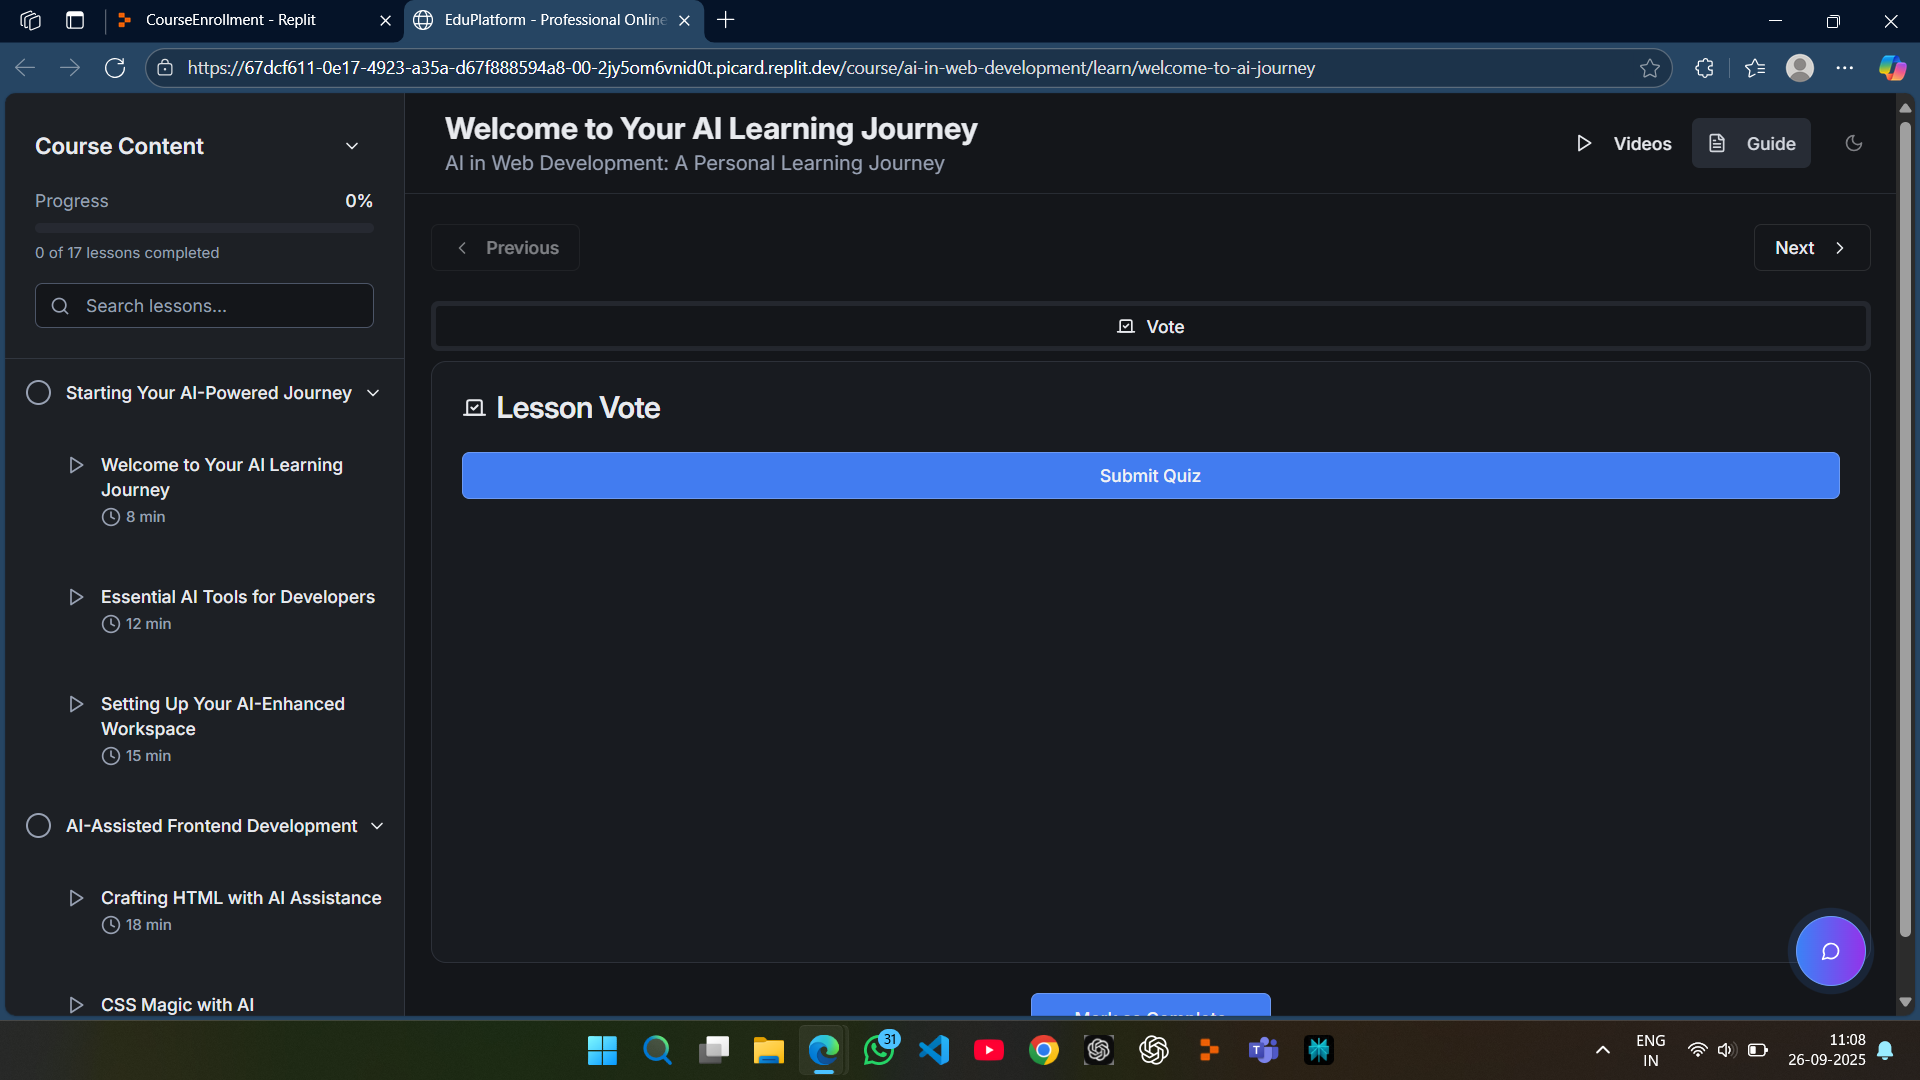 CourseEnrollment - Replit
EduPlatform - Professional Online
https://67dcf611-0e17-4923-a35a-d67f888594a8-00-2jy5om6vnid0t.picard.replit.dev/course/ai-in-web-development/learn/welcome-to-ai-journey
Course Content
Progress 0%
0 of 17 lessons completed
Search lessons...
Starting Your AI-Powered Journey
Welcome to Your AI Learning
Journey
8 min
Essential AI Tools for Developers
12 min
Setting Up Your AI-Enhanced
Workspace
15 min
AI-Assisted Frontend Development
Crafting HTML with AI Assistance
18 min
CSS Magic with AI
Welcome to Your AI Learning Journey
AI in Web Development: A Personal Learning Journey
Videos
Guide
Previous
Next
Vote
Lesson Vote
Submit Quiz
Mark as Complete
31
T
ENG
IN
11:08
26-09-2025